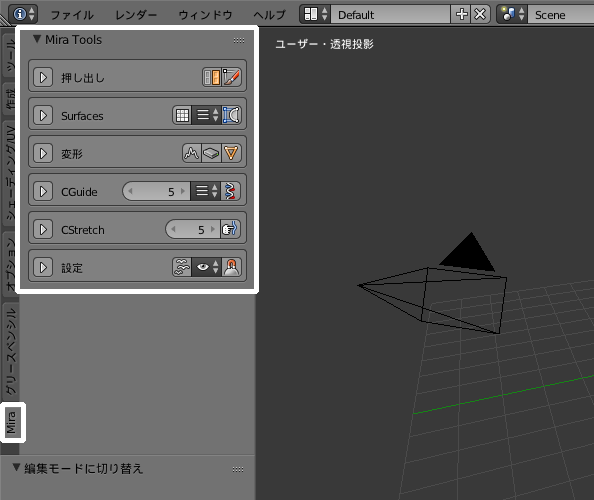 ファイル レンダー ウィンドウ ヘルプ Default Scene
Mira Tools
ユーザー・透視投影
押し出し
Surfaces
変形
CGuide 5
CStretch 5
設定
ツール
作成
シェーディング/UV
オプション
グリースペンシル
Mira
編集モードに切り替え